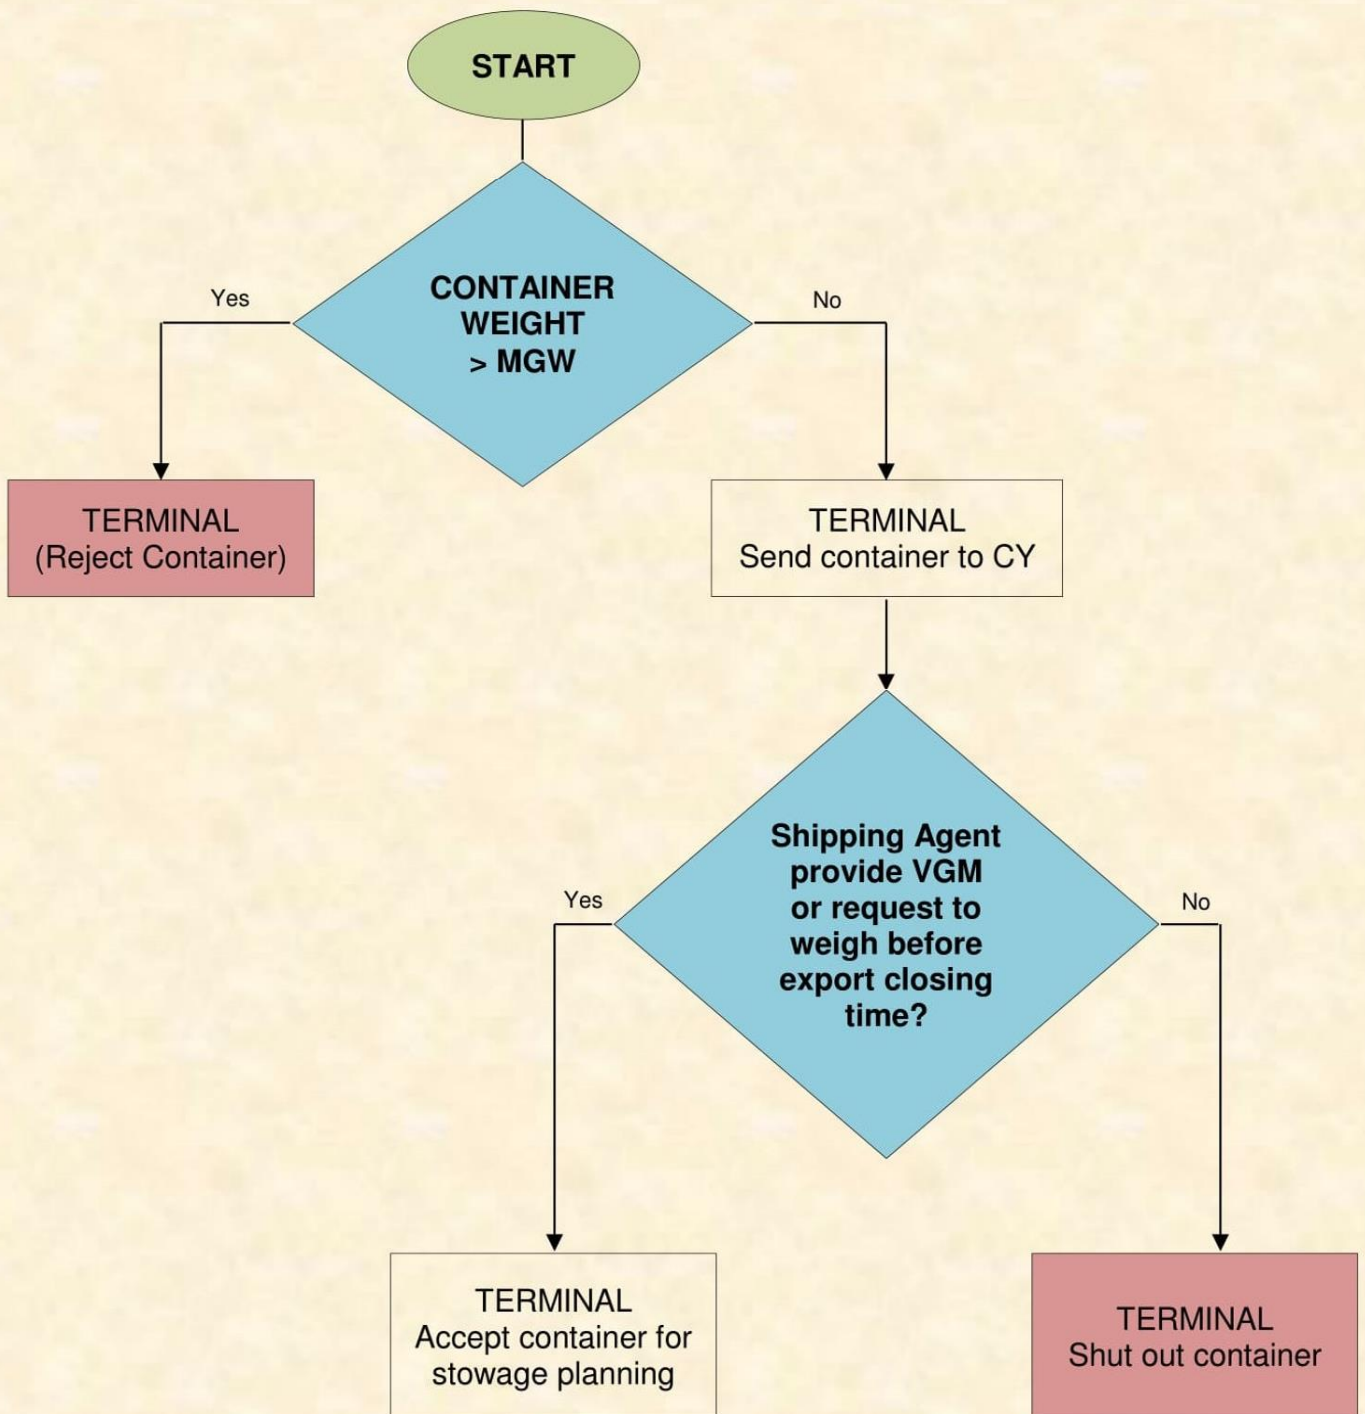 START
CONTAINER
WEIGHT
> MGW
Yes
No
TERMINAL
(Reject Container)
TERMINAL
Send container to CY
Shipping Agent
provide VGM
or request to
weigh before
export closing
time?
Yes
No
TERMINAL
Accept container for
stowage planning
TERMINAL
Shut out container